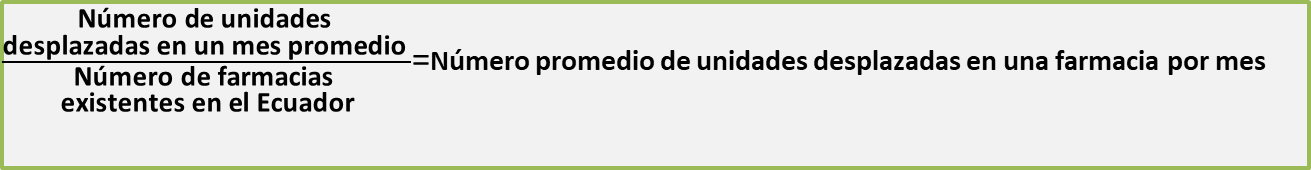 Número de unidades
desplazadas en un mes promedio
=Número promedio de unidades desplazadas en una farmacia por mes
Número de farmacias
existentes en el Ecuador